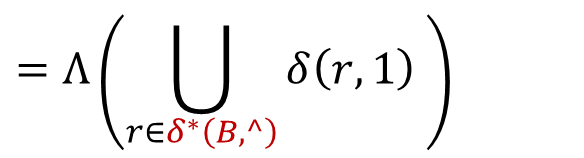 = Λ(⋃_{r∈δ*(B,^)} δ(r,1))